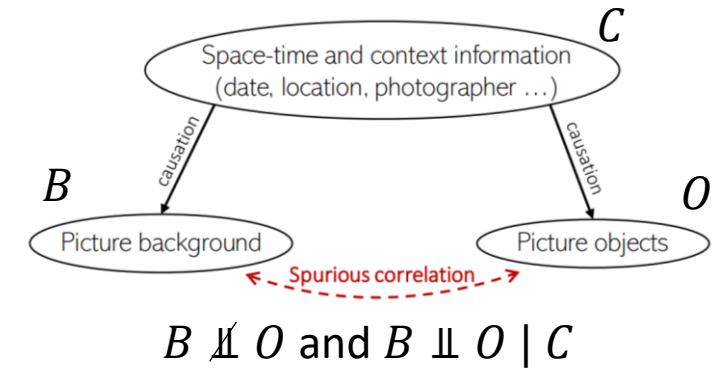 C
Space-time and context information
(date, location, photographer ...)
causation
causation
B
O
Picture background
Picture objects
Spurious correlation
B ⫫̸ O and B ⫫ O | C